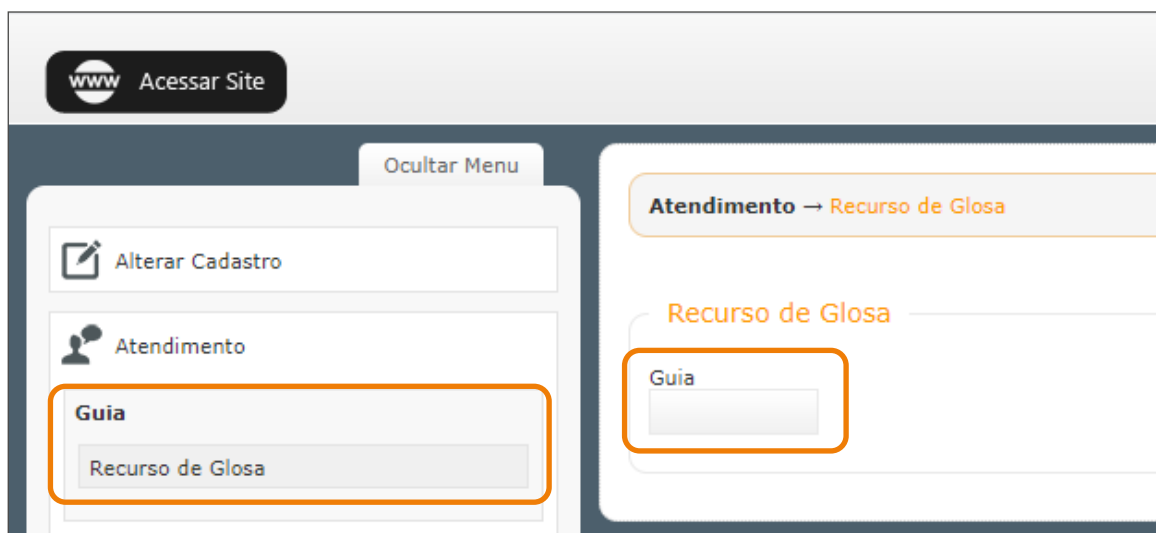 www Acessar Site
Ocultar Menu
Alterar Cadastro
Atendimento
Guia
Recurso de Glosa
Atendimento → Recurso de Glosa
Recurso de Glosa
Guia